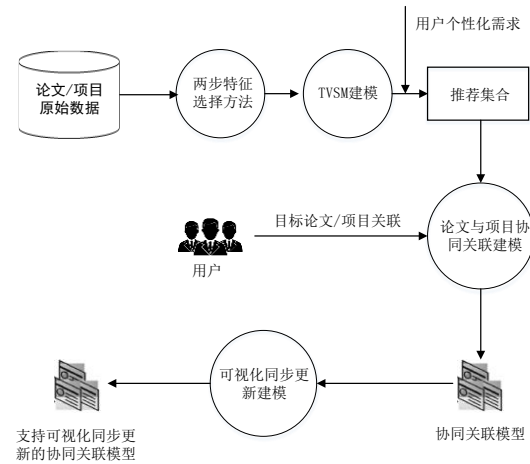 用户个性化需求
论文/项目
原始数据
两步特征
选择方法
TVSM建模
推荐集合
目标论文/项目关联
用户
论文与项目协
同关联建模
可视化同步更
新建模
支持可视化同步更
新的协同关联模型
协同关联模型